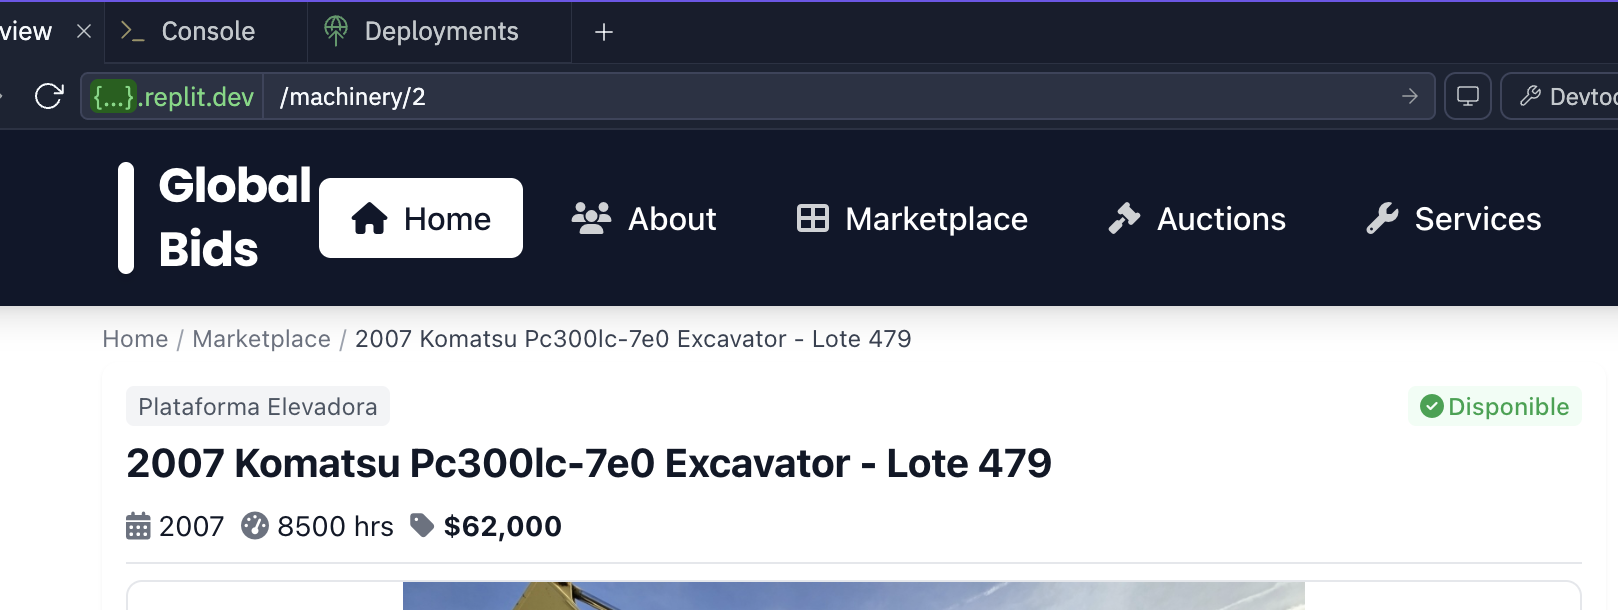 view Console Deployments
{...}.replit.dev /machinery/2 Devtoo
Global
Bids
Home About Marketplace Auctions Services
Home / Marketplace / 2007 Komatsu Pc300lc-7e0 Excavator - Lote 479
Plataforma Elevadora Disponible
2007 Komatsu Pc300lc-7e0 Excavator - Lote 479
2007 8500 hrs $62,000